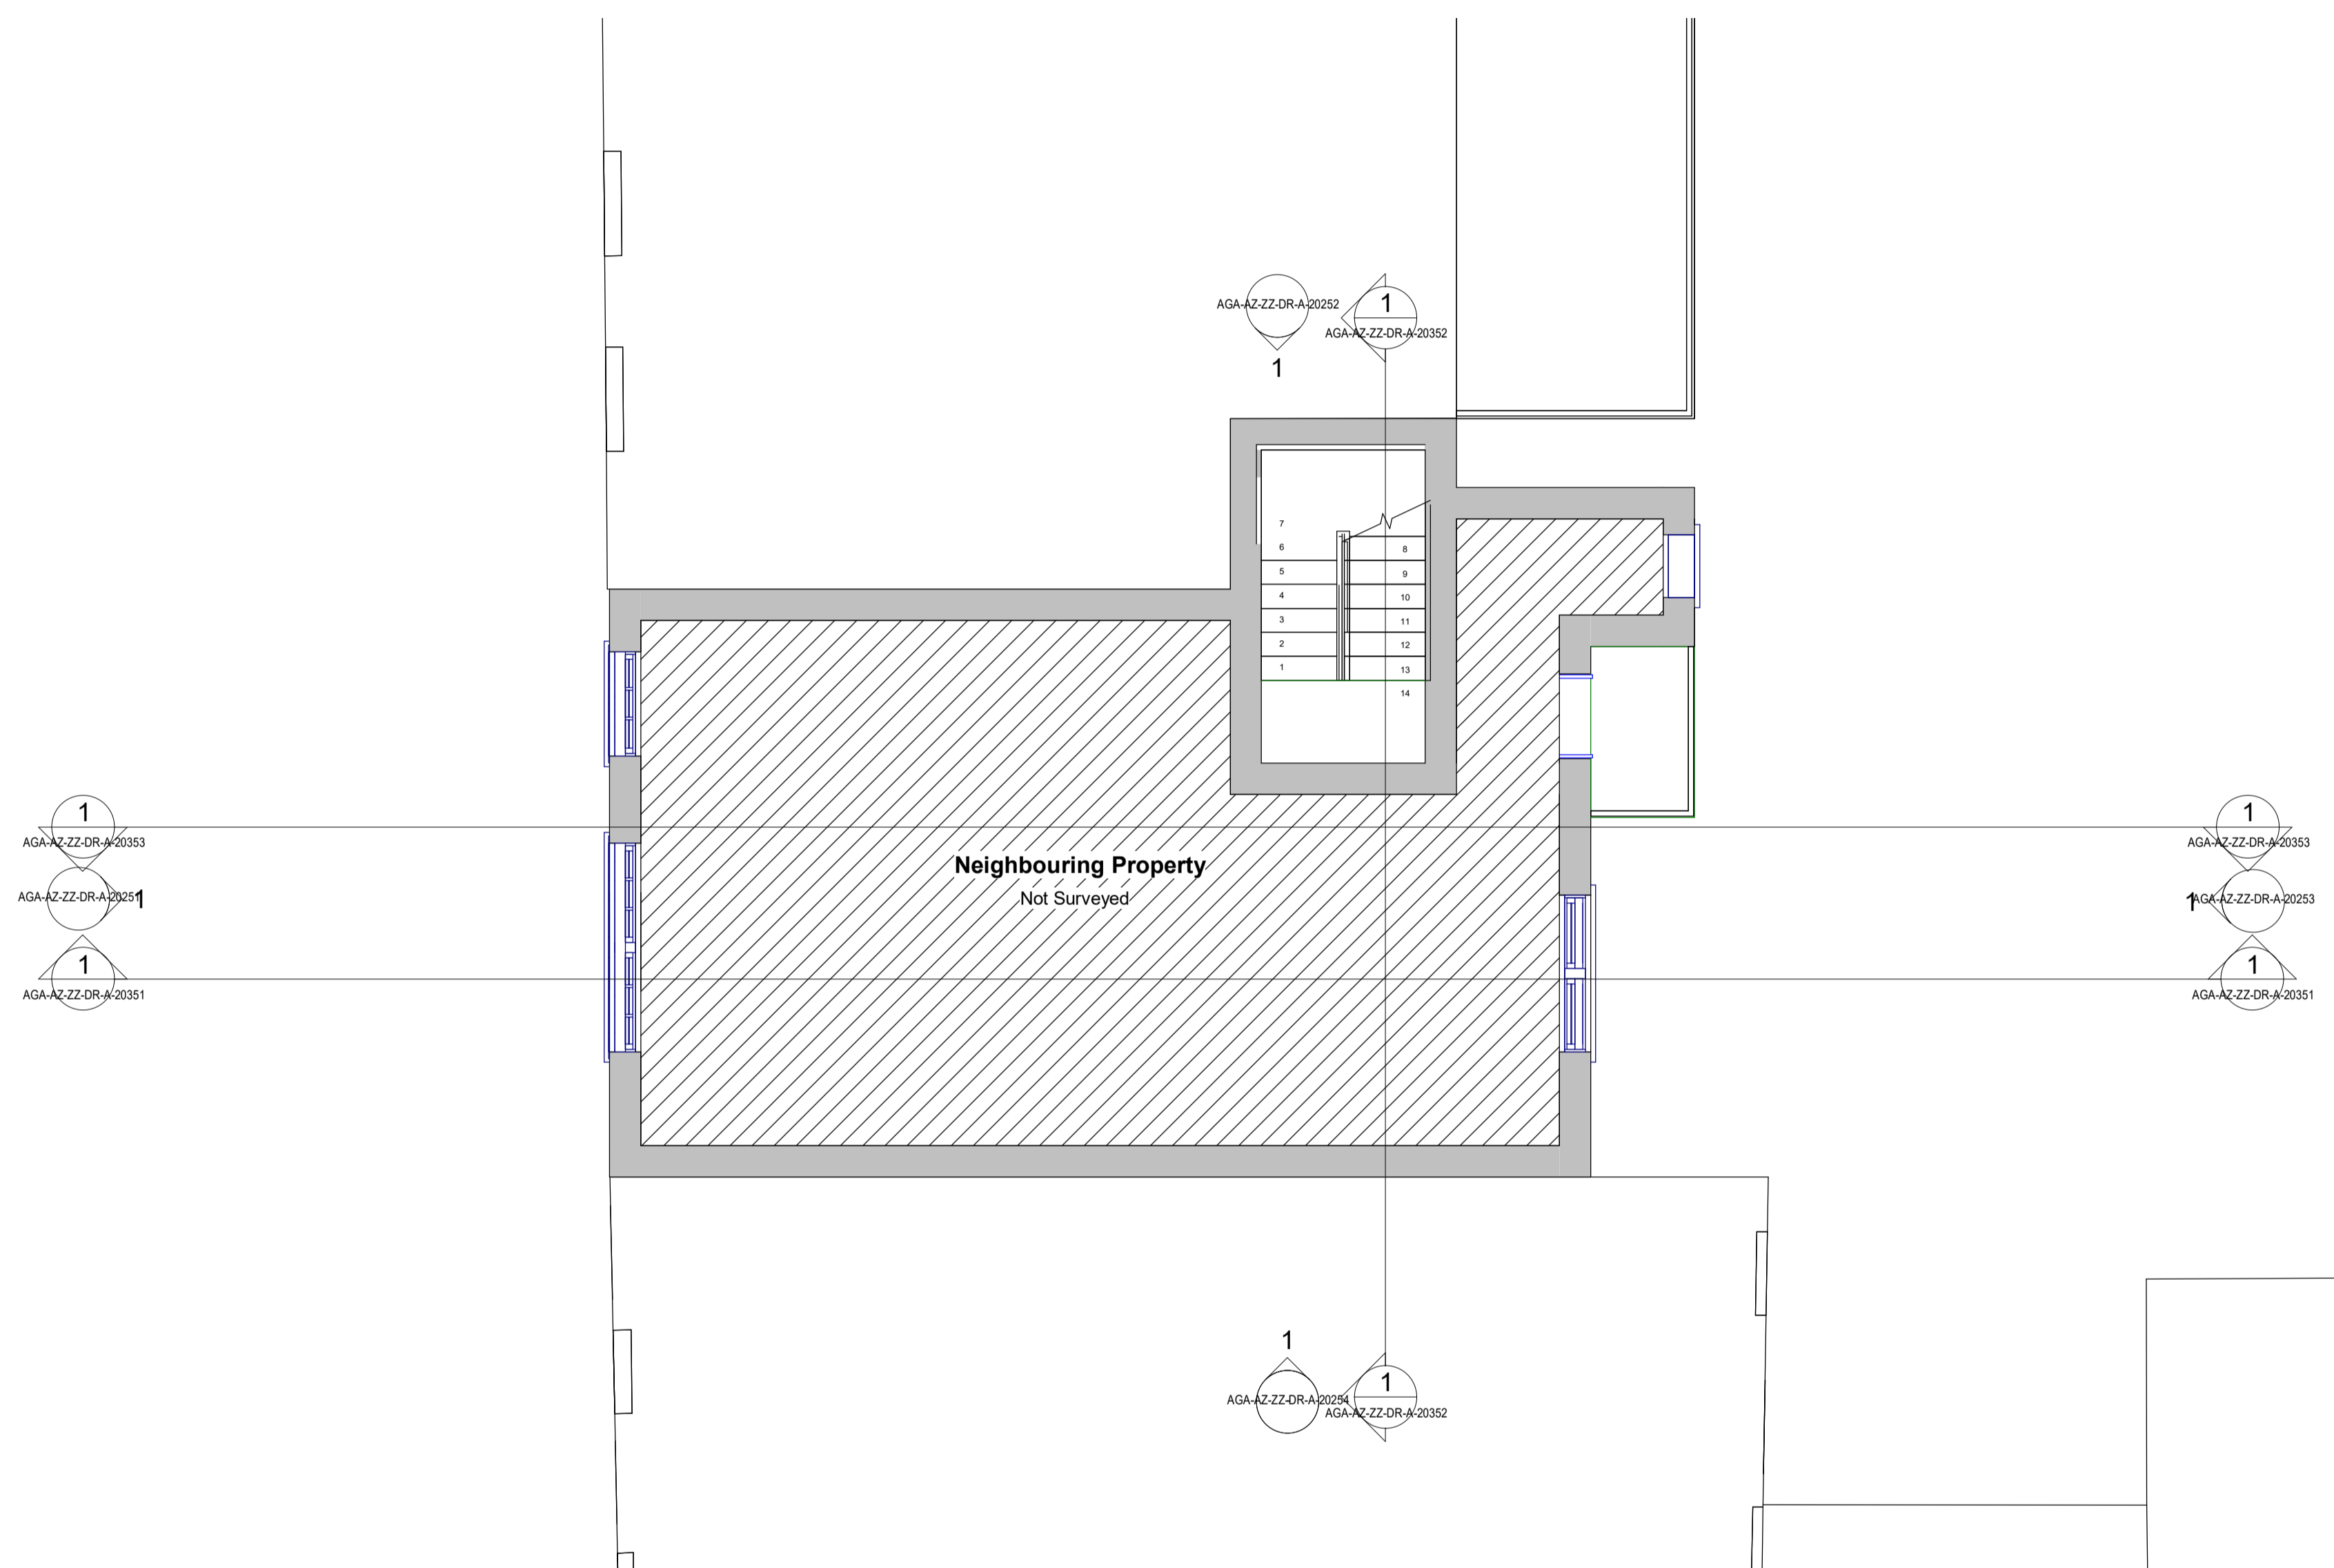 AGA-AZ-ZZ-DR-A-20252
1
1
AGA-AZ-ZZ-DR-A-20352
7
6
5
4
3
2
1
8
9
10
11
12
13
14
1
AGA-AZ-ZZ-DR-A-20353
AGA-AZ-ZZ-DR-A-20251
1
1
AGA-AZ-ZZ-DR-A-20351
Neighbouring Property
Not Surveyed
1
AGA-AZ-ZZ-DR-A-20353
1
AGA-AZ-ZZ-DR-A-20253
1
AGA-AZ-ZZ-DR-A-20351
1
AGA-AZ-ZZ-DR-A-20254
1
AGA-AZ-ZZ-DR-A-20352